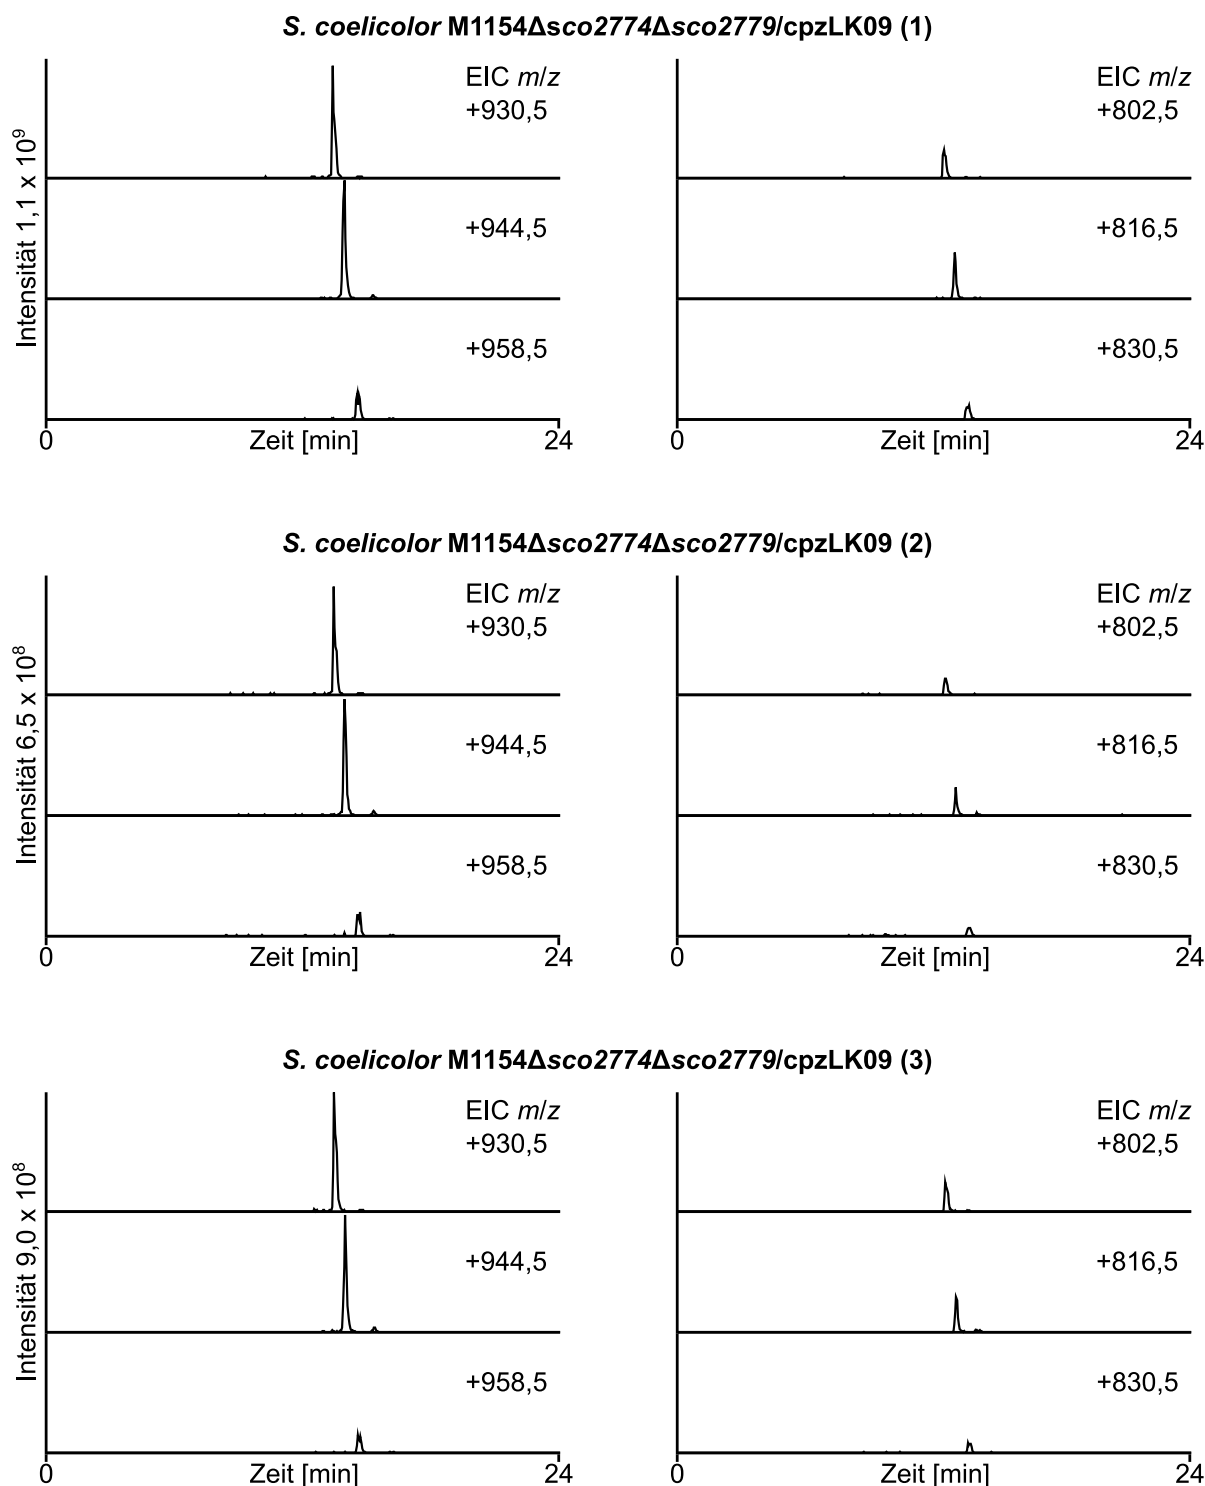 S. coelicolor M1154Δsco2774Δsco2779/cpzLK09 (1)
Intensität 1,1 x 10⁹
EIC m/z
+930,5
+944,5
+958,5
0
Zeit [min]
24
EIC m/z
+802,5
+816,5
+830,5
0
Zeit [min]
24
S. coelicolor M1154Δsco2774Δsco2779/cpzLK09 (2)
Intensität 6,5 x 10⁸
EIC m/z
+930,5
+944,5
+958,5
0
Zeit [min]
24
EIC m/z
+802,5
+816,5
+830,5
0
Zeit [min]
24
S. coelicolor M1154Δsco2774Δsco2779/cpzLK09 (3)
Intensität 9,0 x 10⁸
EIC m/z
+930,5
+944,5
+958,5
0
Zeit [min]
24
EIC m/z
+802,5
+816,5
+830,5
0
Zeit [min]
24